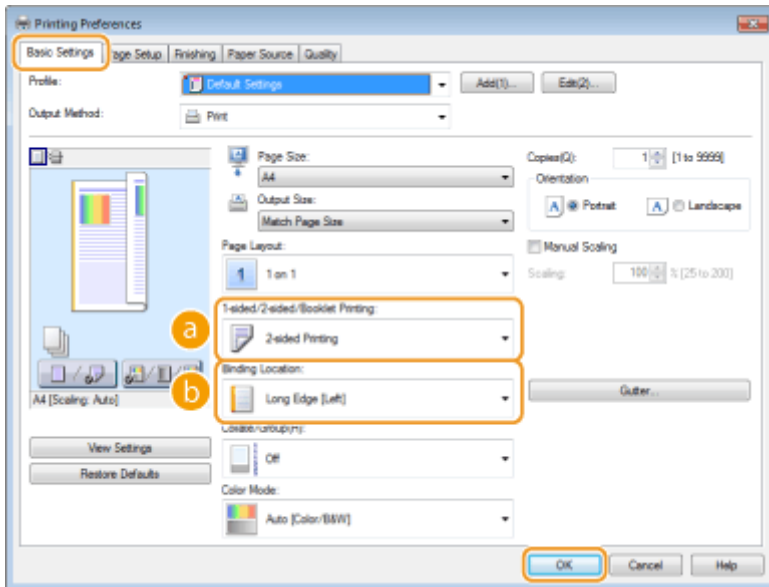 Printing Preferences
Basic Settings Page Setup Finishing Paper Source Quality
Profile: Default Settings Add(1)... Edit(2)...
Output Method: Print
Page Size:
A4
Output Size:
Match Page Size
Copies(Q): 1 [1 to 9999]
Orientation
A Portrait A Landscape
Page Layout:
1 1 on 1
Manual Scaling
Scaling: 100 % [25 to 200]
a
1-sided/2-sided/Booklet Printing:
2-sided Printing
b
Binding Location:
Long Edge [Left]
Gutter...
A4 [Scaling: Auto]
View Settings
Restore Defaults
Collate/Group(H):
Off
Color Mode:
Auto [Color/B&W]
OK Cancel Help